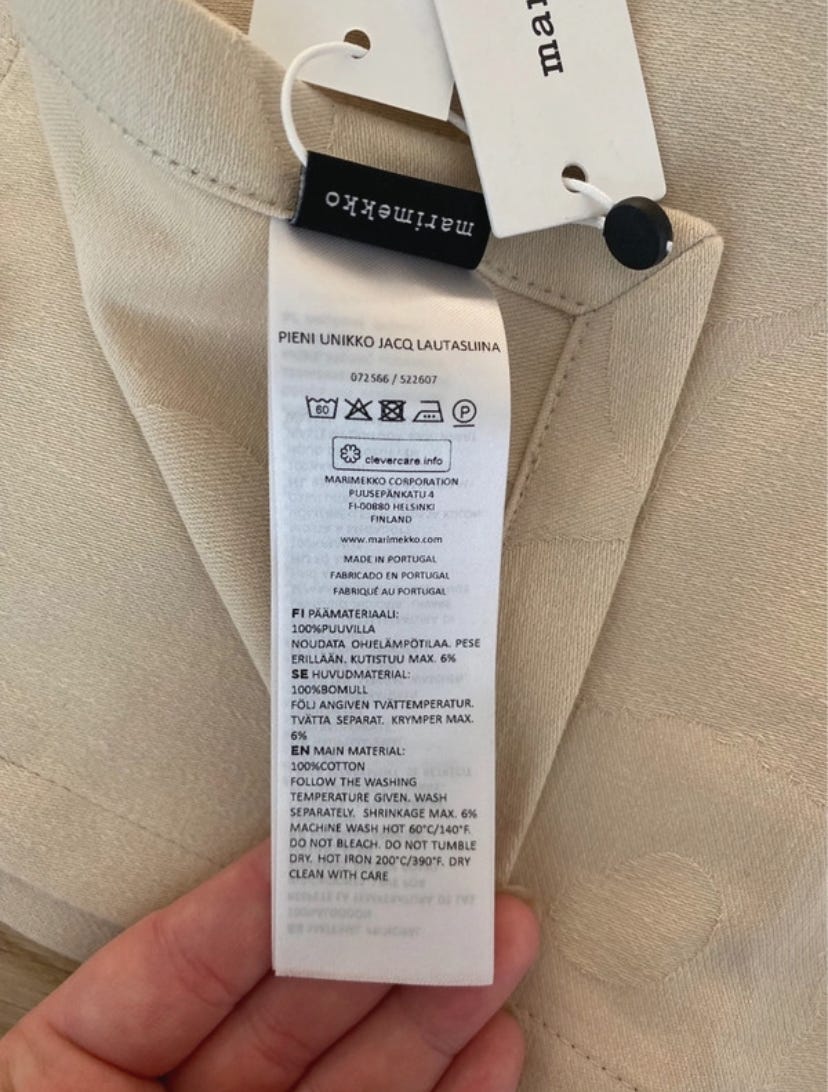 mar
marimekko
PIENI UNIKKO JACQ LAUTASLIINA
072566 / 522607
60 P
clevercare.info
MARIMEKKO CORPORATION
PUUSEPÄNKATU 4
FI-00880 HELSINKI
FINLAND
www.marimekko.com
MADE IN PORTUGAL
FABRICADO EN PORTUGAL
FABRIQUÉ AU PORTUGAL
FI PÄÄMATERIAALI:
100%PUUVILLA
NOUDATA OHJELÄMPÖTILAA. PESE
ERILLÄÄN. KUTISTUU MAX. 6%
SE HUVUDMATERIAL:
100%BOMULL
FÖLJ ANGIVEN TVÄTTEMPERATUR.
TVÄTTA SEPARAT. KRYMPER MAX.
6%
EN MAIN MATERIAL:
100%COTTON
FOLLOW THE WASHING
TEMPERATURE GIVEN. WASH
SEPARATELY. SHRINKAGE MAX. 6%
MACHINE WASH HOT 60°C/140°F.
DO NOT BLEACH. DO NOT TUMBLE
DRY. HOT IRON 200°C/390°F. DRY
CLEAN WITH CARE